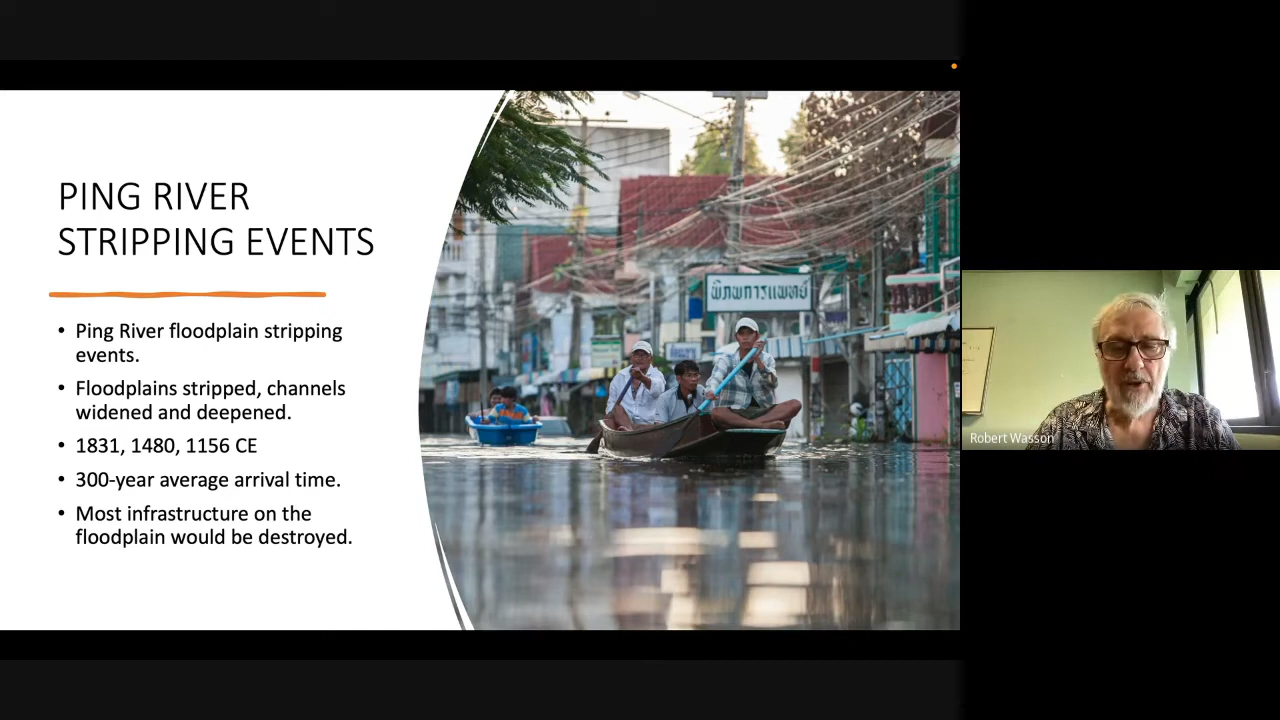 PING RIVER
STRIPPING EVENTS
• Ping River floodplain stripping
events.
• Floodplains stripped, channels
widened and deepened.
• 1831, 1480, 1156 CE
• 300-year average arrival time.
• Most infrastructure on the
floodplain would be destroyed.
พิภพการแพทย์
Robert Wasson